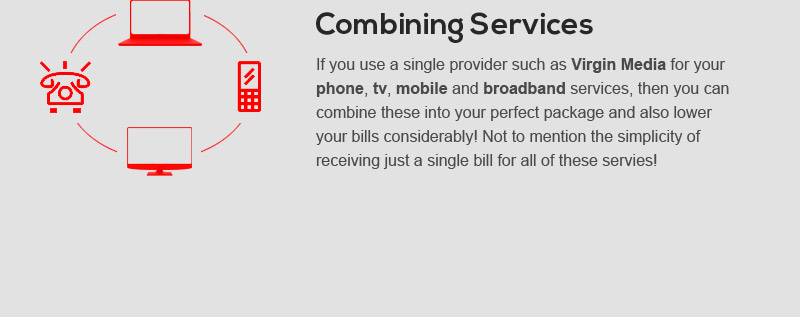 Combining Services
If you use a single provider such as Virgin Media for your
phone, tv, mobile and broadband services, then you can
combine these into your perfect package and also lower
your bills considerably! Not to mention the simplicity of
receiving just a single bill for all of these servies!